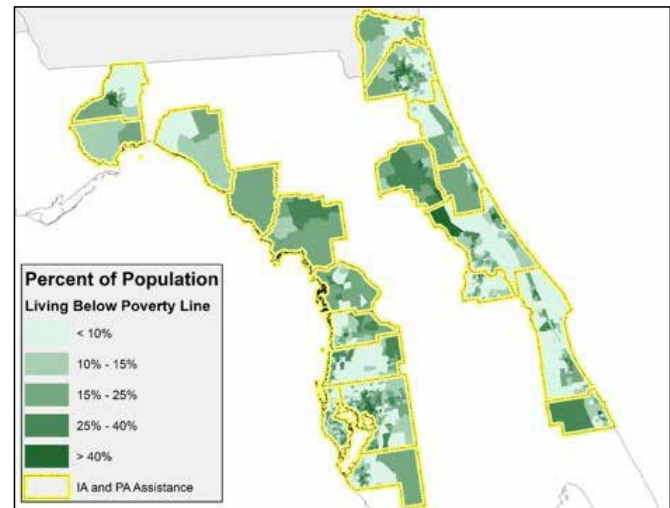 Percent of Population
Living Below Poverty Line
< 10%
10% - 15%
15% - 25%
25% - 40%
> 40%
IA and PA Assistance